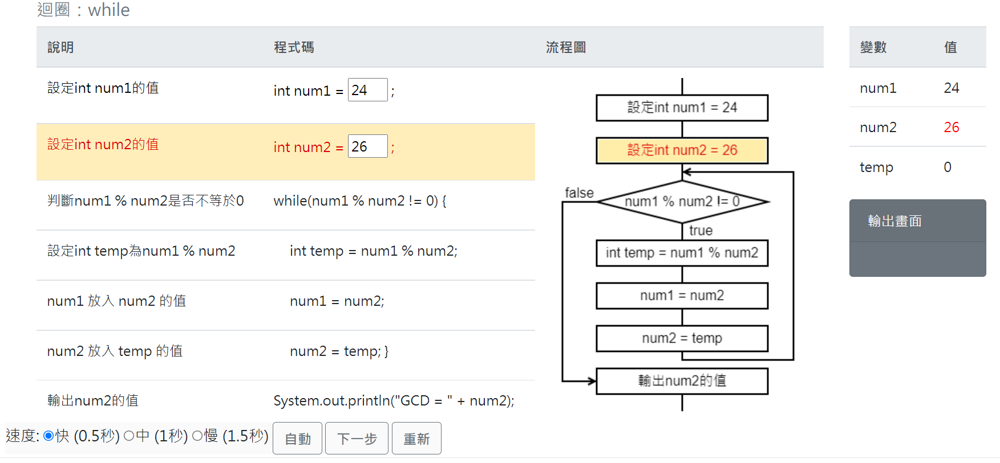 迴圈：while
說明 程式碼 流程圖
設定int num1的值 int num1 = 24 ;
設定int num2的值 int num2 = 26 ;
判斷num1 % num2是否不等於0 while(num1 % num2 != 0) {
設定int temp為num1 % num2 int temp = num1 % num2;
num1 放入 num2 的值 num1 = num2;
num2 放入 temp 的值 num2 = temp; }
輸出num2的值 System.out.println("GCD = " + num2);
設定int num1 = 24
設定int num2 = 26
false
num1 % num2 != 0
true
int temp = num1 % num2
num1 = num2
num2 = temp
輸出num2的值
變數 值
num1 24
num2 26
temp 0
輸出畫面
速度: 快 (0.5秒) 中 (1秒) 慢 (1.5秒) 自動 下一步 重新